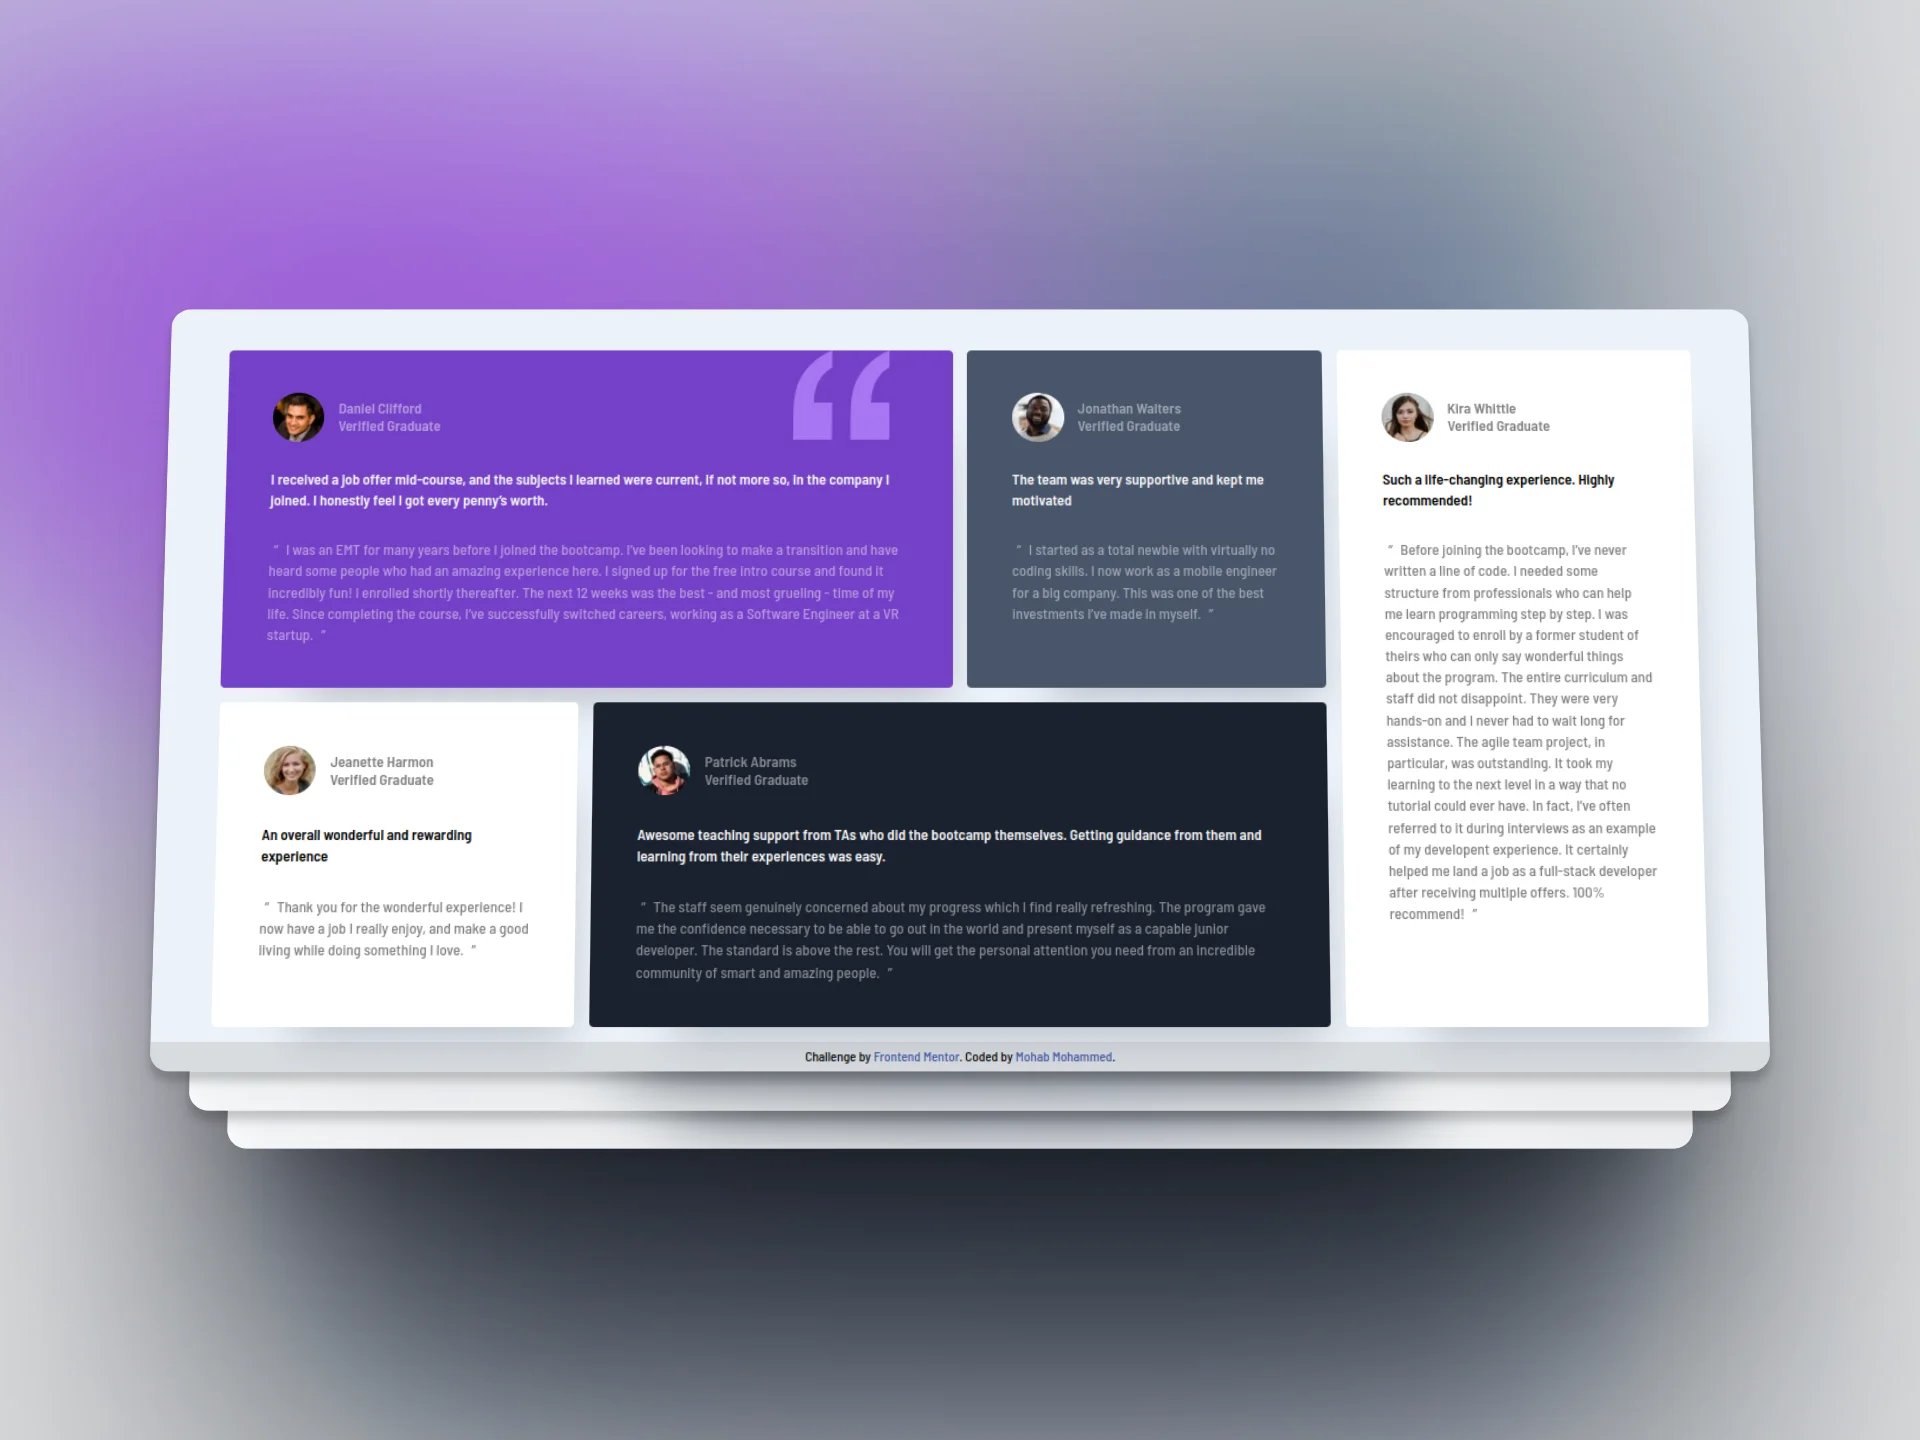 Daniel Clifford
Verified Graduate
I received a job offer mid-course, and the subjects I learned were current, if not more so, in the company I
joined. I honestly feel I got every penny’s worth.
“ I was an EMT for many years before I joined the bootcamp. I’ve been looking to make a transition and have
heard some people who had an amazing experience here. I signed up for the free intro course and found it
incredibly fun! I enrolled shortly thereafter. The next 12 weeks was the best - and most grueling - time of my
life. Since completing the course, I’ve successfully switched careers, working as a Software Engineer at a VR
startup. ”
Jonathan Walters
Verified Graduate
The team was very supportive and kept me
motivated
“ I started as a total newbie with virtually no
coding skills. I now work as a mobile engineer
for a big company. This was one of the best
investments I’ve made in myself. ”
Kira Whittle
Verified Graduate
Such a life-changing experience. Highly
recommended!
“ Before joining the bootcamp, I’ve never
written a line of code. I needed some
structure from professionals who can help
me learn programming step by step. I was
encouraged to enroll by a former student of
theirs who can only say wonderful things
about the program. The entire curriculum and
staff did not disappoint. They were very
hands-on and I never had to wait long for
assistance. The agile team project, in
particular, was outstanding. It took my
learning to the next level in a way that no
tutorial could ever have. In fact, I’ve often
referred to it during interviews as an example
of my developent experience. It certainly
helped me land a job as a full-stack developer
after receiving multiple offers. 100%
recommend! ”
Jeanette Harmon
Verified Graduate
An overall wonderful and rewarding
experience
“ Thank you for the wonderful experience! I
now have a job I really enjoy, and make a good
living while doing something I love. ”
Patrick Abrams
Verified Graduate
Awesome teaching support from TAs who did the bootcamp themselves. Getting guidance from them and
learning from their experiences was easy.
“ The staff seem genuinely concerned about my progress which I find really refreshing. The program gave
me the confidence necessary to be able to go out in the world and present myself as a capable junior
developer. The standard is above the rest. You will get the personal attention you need from an incredible
community of smart and amazing people. ”
Challenge by Frontend Mentor. Coded by Mohab Mohammed.